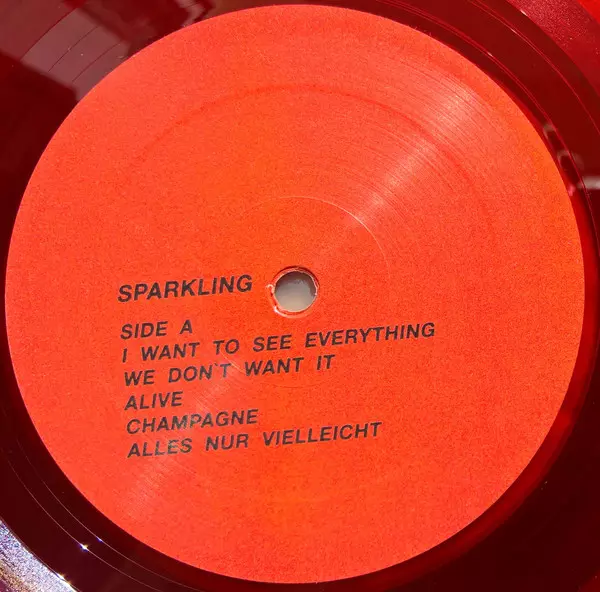 SPARKLING
SIDE A
I WANT TO SEE EVERYTHING
WE DON'T WANT IT
ALIVE
CHAMPAGNE
ALLES NUR VIELLEICHT